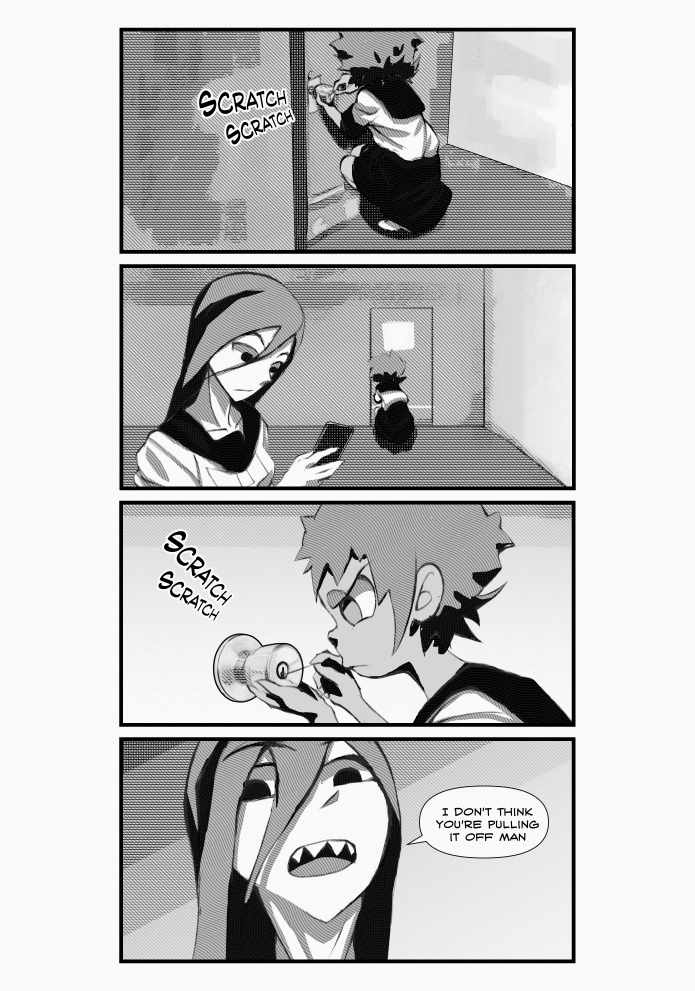 SCRATCH
SCRATCH
SCRATCH
SCRATCH
I DON'T THINK
YOU'RE PULLING
IT OFF MAN